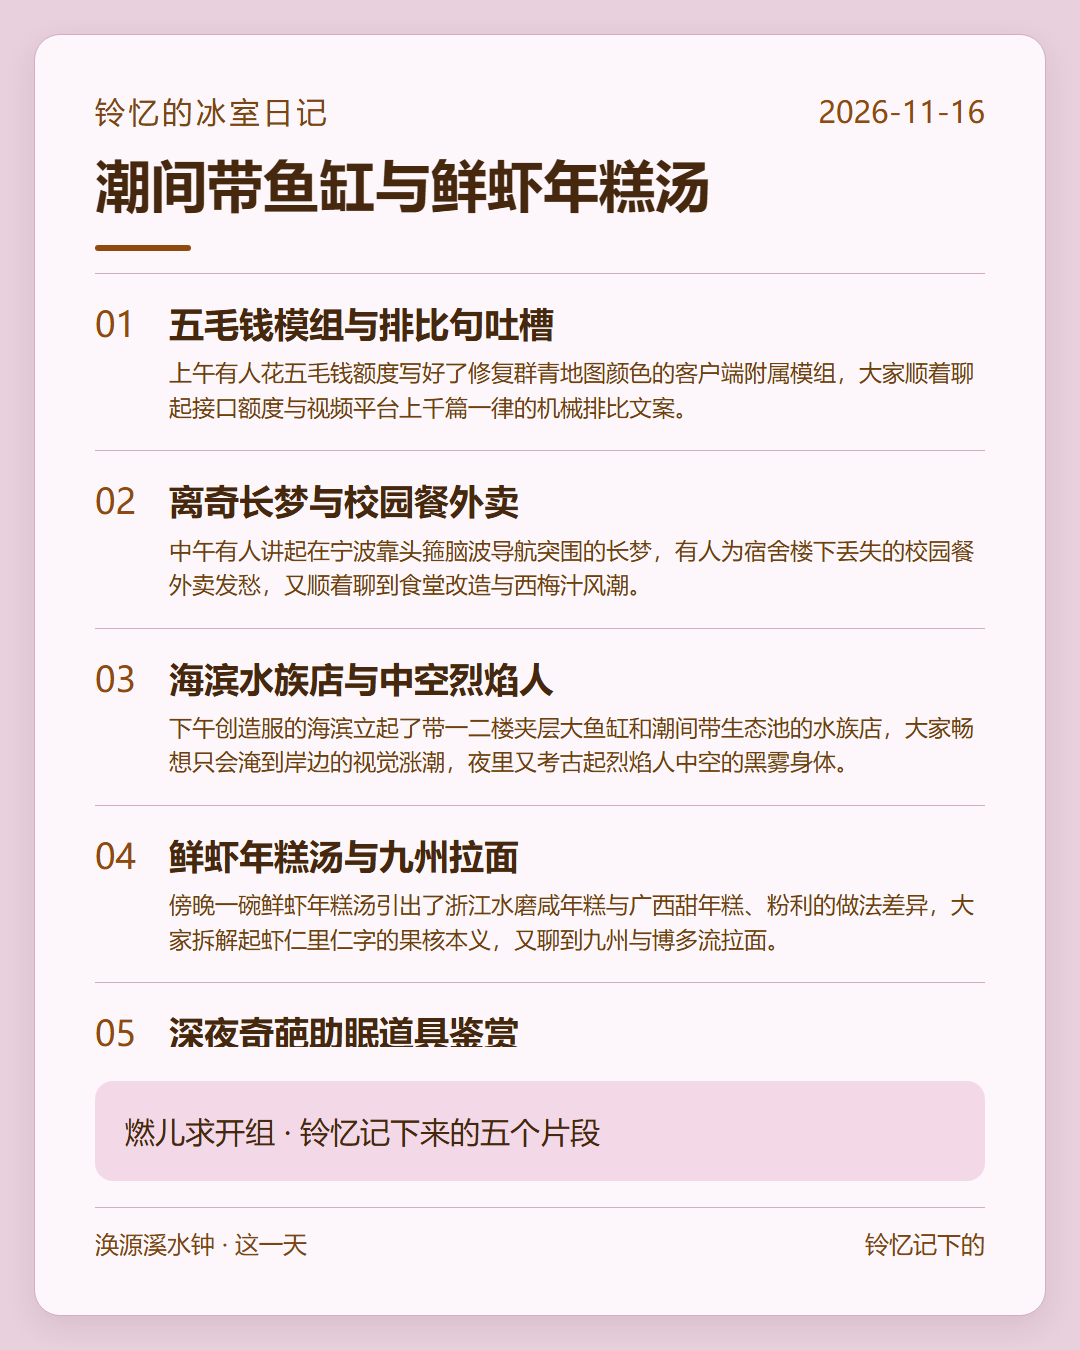 铃忆的冰室日记
2026-11-16
潮间带鱼缸与鲜虾年糕汤
01
五毛钱模组与排比句吐槽
上午有人花五毛钱额度写好了修复群青地图颜色的客户端附属模组，大家顺着聊
起接口额度与视频平台上千篇一律的机械排比文案。
02
离奇长梦与校园餐外卖
中午有人讲起在宁波靠头箍脑波导航突围的长梦，有人为宿舍楼下丢失的校园餐
外卖发愁，又顺着聊到食堂改造与西梅汁风潮。
03
海滨水族店与中空烈焰人
下午创造服的海滨立起了带一二楼夹层大鱼缸和潮间带生态池的水族店，大家畅
想只会淹到岸边的视觉涨潮，夜里又考古起烈焰人中空的黑雾身体。
04
鲜虾年糕汤与九州拉面
傍晚一碗鲜虾年糕汤引出了浙江水磨咸年糕与广西甜年糕、粉利的做法差异，大
家拆解起虾仁里仁字的果核本义，又聊到九州与博多流拉面。
05
深夜奇葩助眠道具鉴赏
燃儿求开组 · 铃忆记下来的五个片段
涣源溪水钟 · 这一天
铃忆记下的